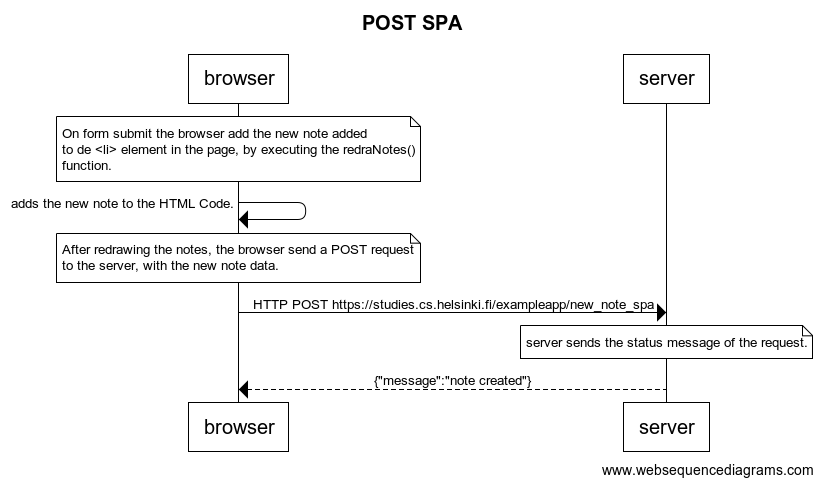 POST SPA
browser
server
On form submit the browser add the new note added
to de <li> element in the page, by executing the redraNotes()
function.
adds the new note to the HTML Code.
After redrawing the notes, the browser send a POST request
to the server, with the new note data.
HTTP POST https://studies.cs.helsinki.fi/exampleapp/new_note_spa
server sends the status message of the request.
{"message":"note created"}
browser
server
www.websequencediagrams.com